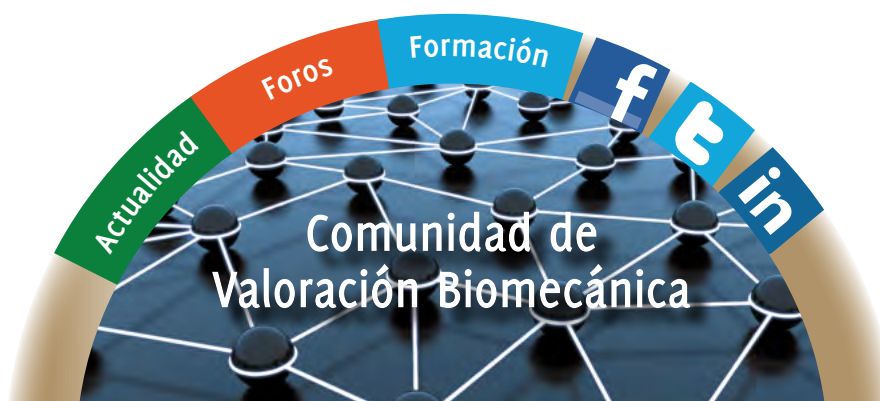 Actualidad
Foros
Formación
f
t
in
Comunidad de
Valoración Biomecánica